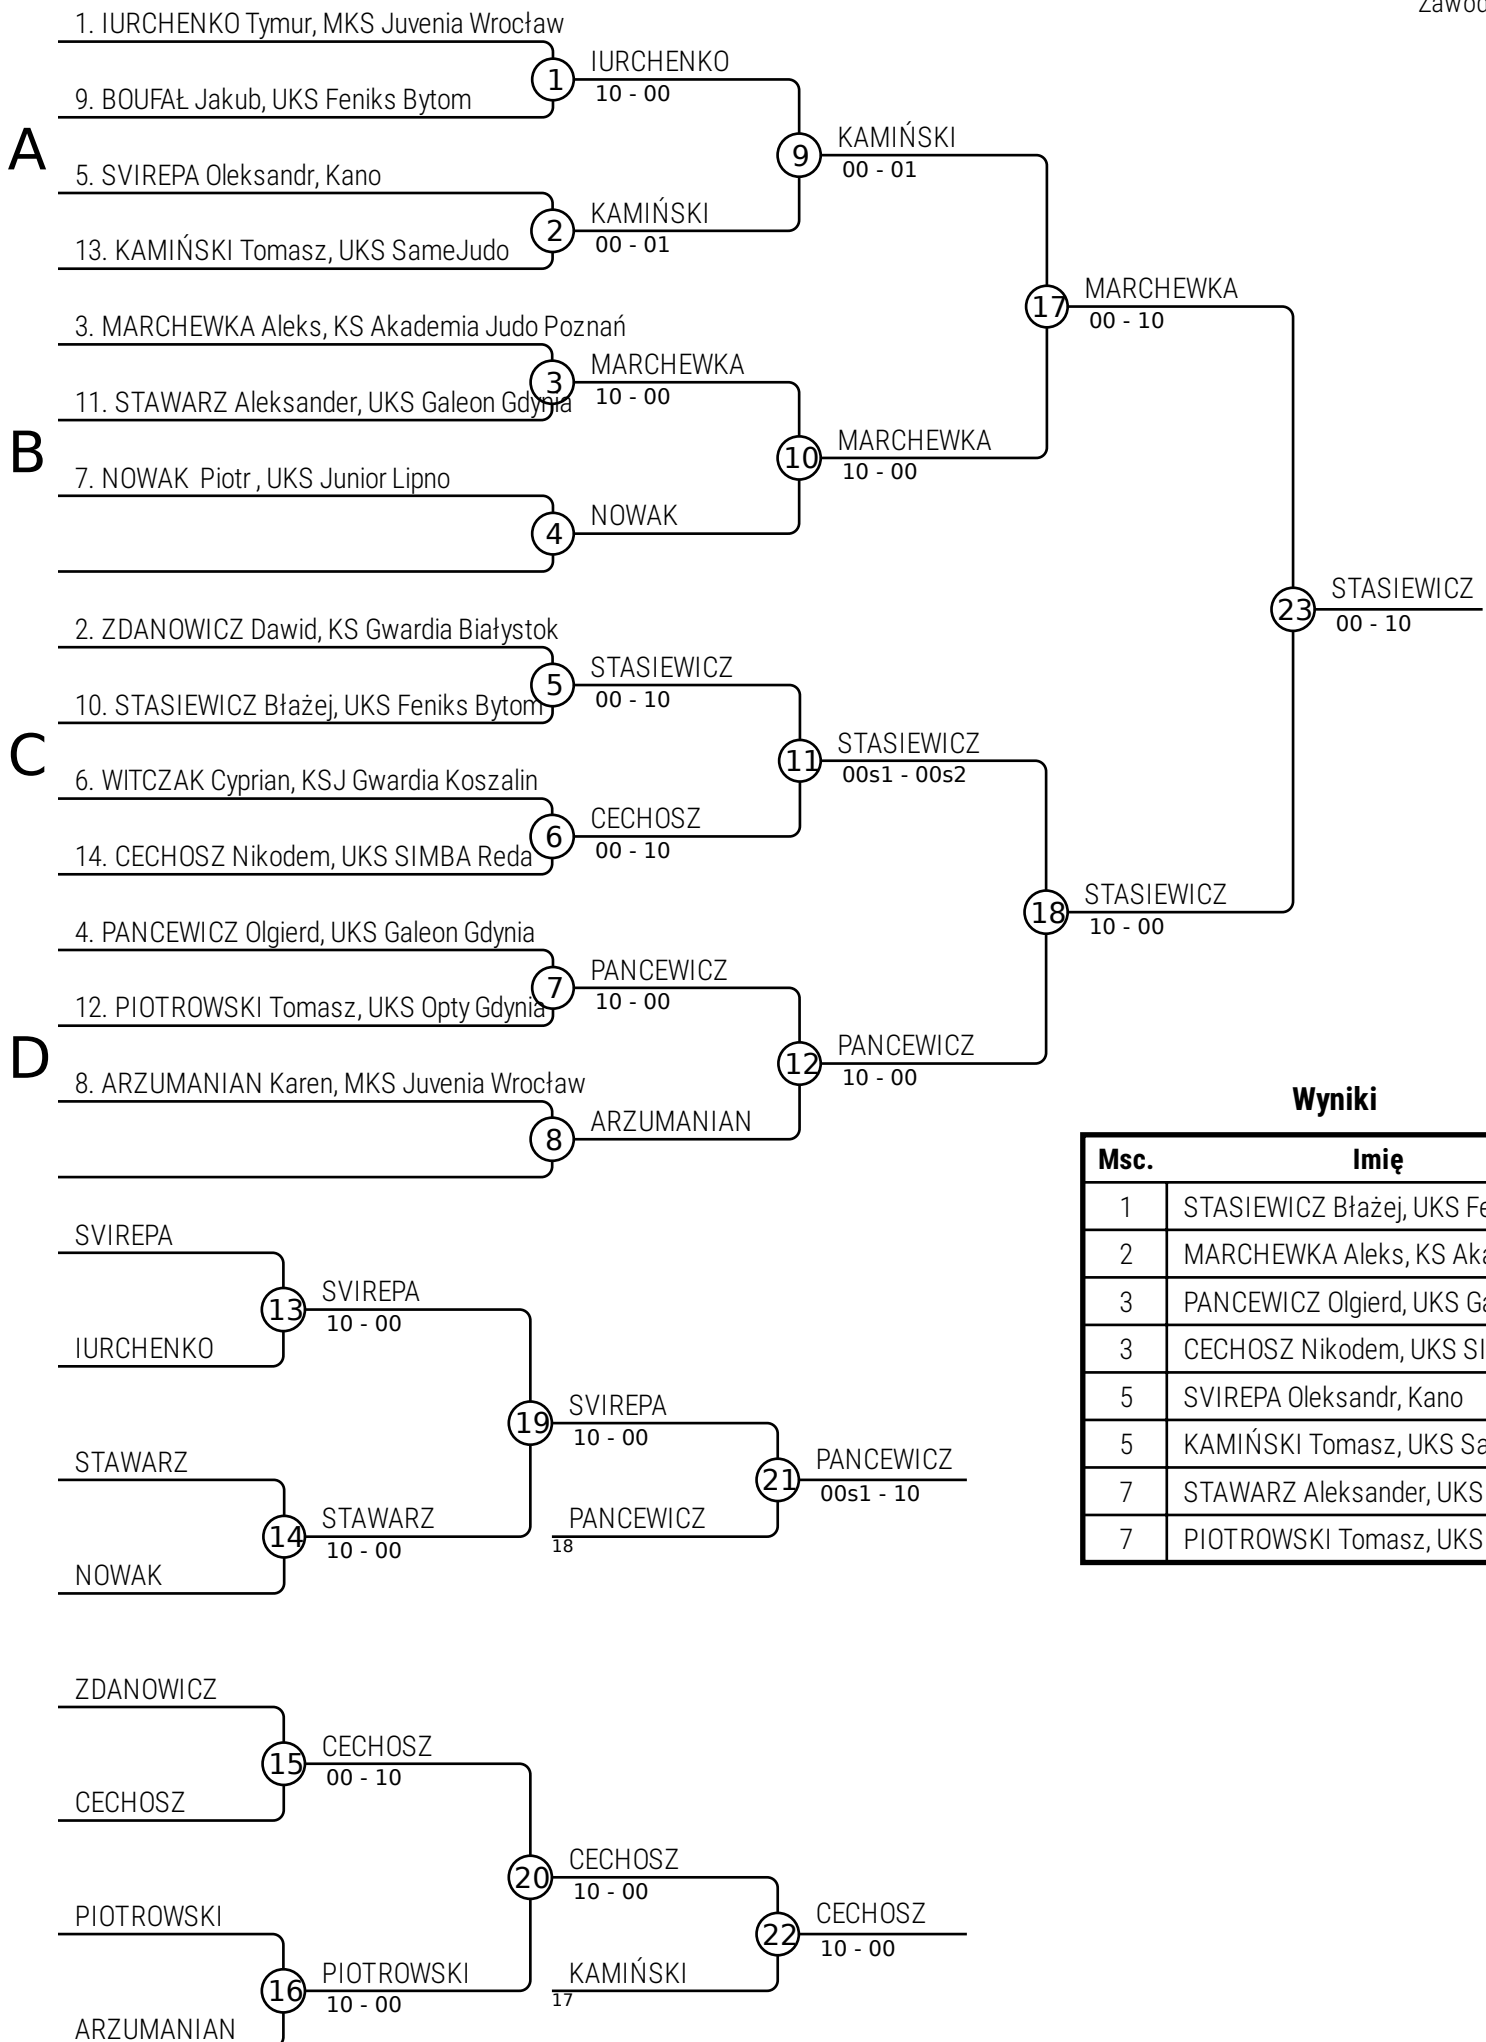 Zawod
1. IURCHENKO Tymur, MKS Juvenia Wrocław
IURCHENKO
1
10 - 00
9. BOUFAŁ Jakub, UKS Feniks Bytom
A
KAMIŃSKI
9
00 - 01
5. SVIREPA Oleksandr, Kano
KAMIŃSKI
2
00 - 01
13. KAMIŃSKI Tomasz, UKS SameJudo
MARCHEWKA
17
00 - 10
3. MARCHEWKA Aleks, KS Akademia Judo Poznań
MARCHEWKA
3
10 - 00
11. STAWARZ Aleksander, UKS Galeon Gdynia
B
MARCHEWKA
10
10 - 00
7. NOWAK Piotr , UKS Junior Lipno
NOWAK
4
STASIEWICZ
23
00 - 10
2. ZDANOWICZ Dawid, KS Gwardia Białystok
STASIEWICZ
5
00 - 10
10. STASIEWICZ Błażej, UKS Feniks Bytom
C
STASIEWICZ
11
00s1 - 00s2
6. WITCZAK Cyprian, KSJ Gwardia Koszalin
CECHOSZ
6
00 - 10
14. CECHOSZ Nikodem, UKS SIMBA Reda
STASIEWICZ
18
10 - 00
4. PANCEWICZ Olgierd, UKS Galeon Gdynia
PANCEWICZ
7
10 - 00
12. PIOTROWSKI Tomasz, UKS Opty Gdynia
D
PANCEWICZ
12
10 - 00
8. ARZUMANIAN Karen, MKS Juvenia Wrocław
ARZUMANIAN
8
Wyniki
Msc. Imię
1 STASIEWICZ Błażej, UKS Fe
2 MARCHEWKA Aleks, KS Aka
3 PANCEWICZ Olgierd, UKS Ga
3 CECHOSZ Nikodem, UKS SI
5 SVIREPA Oleksandr, Kano
5 KAMIŃSKI Tomasz, UKS Sa
7 STAWARZ Aleksander, UKS
7 PIOTROWSKI Tomasz, UKS
SVIREPA
SVIREPA
13
10 - 00
IURCHENKO
SVIREPA
19
10 - 00
STAWARZ
STAWARZ
14
10 - 00
NOWAK
PANCEWICZ
21
00s1 - 10
PANCEWICZ
18
ZDANOWICZ
CECHOSZ
15
00 - 10
CECHOSZ
CECHOSZ
20
10 - 00
PIOTROWSKI
PIOTROWSKI
16
10 - 00
ARZUMANIAN
CECHOSZ
22
10 - 00
KAMIŃSKI
17